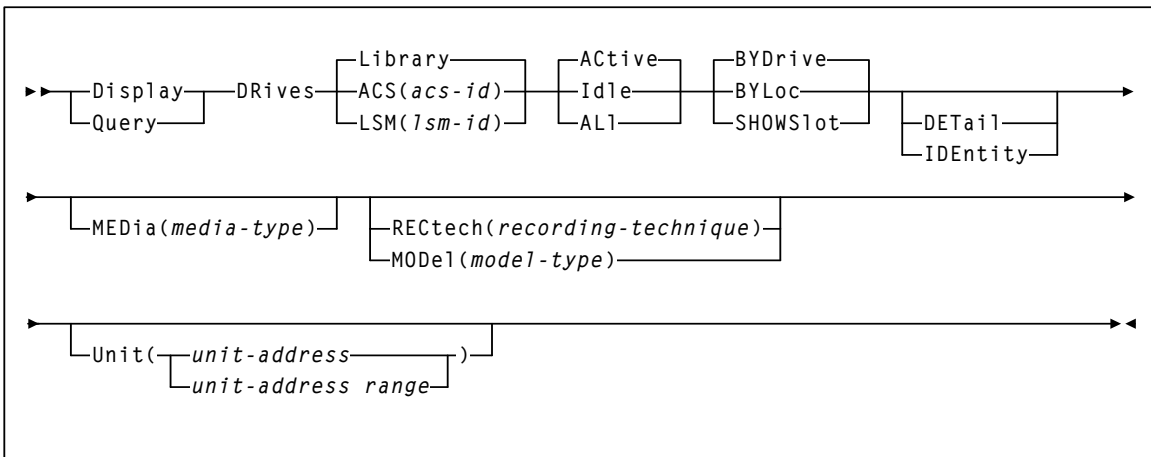 Library ACtive BYDrive
Display DRives ACS(acs-id) Idle BYLoc
Query LSM(lsm-id) ALl SHOWSlot DETail
IDEntity
MEDia(media-type) RECtech(recording-technique)
MODel(model-type)
Unit( unit-address )
unit-address range